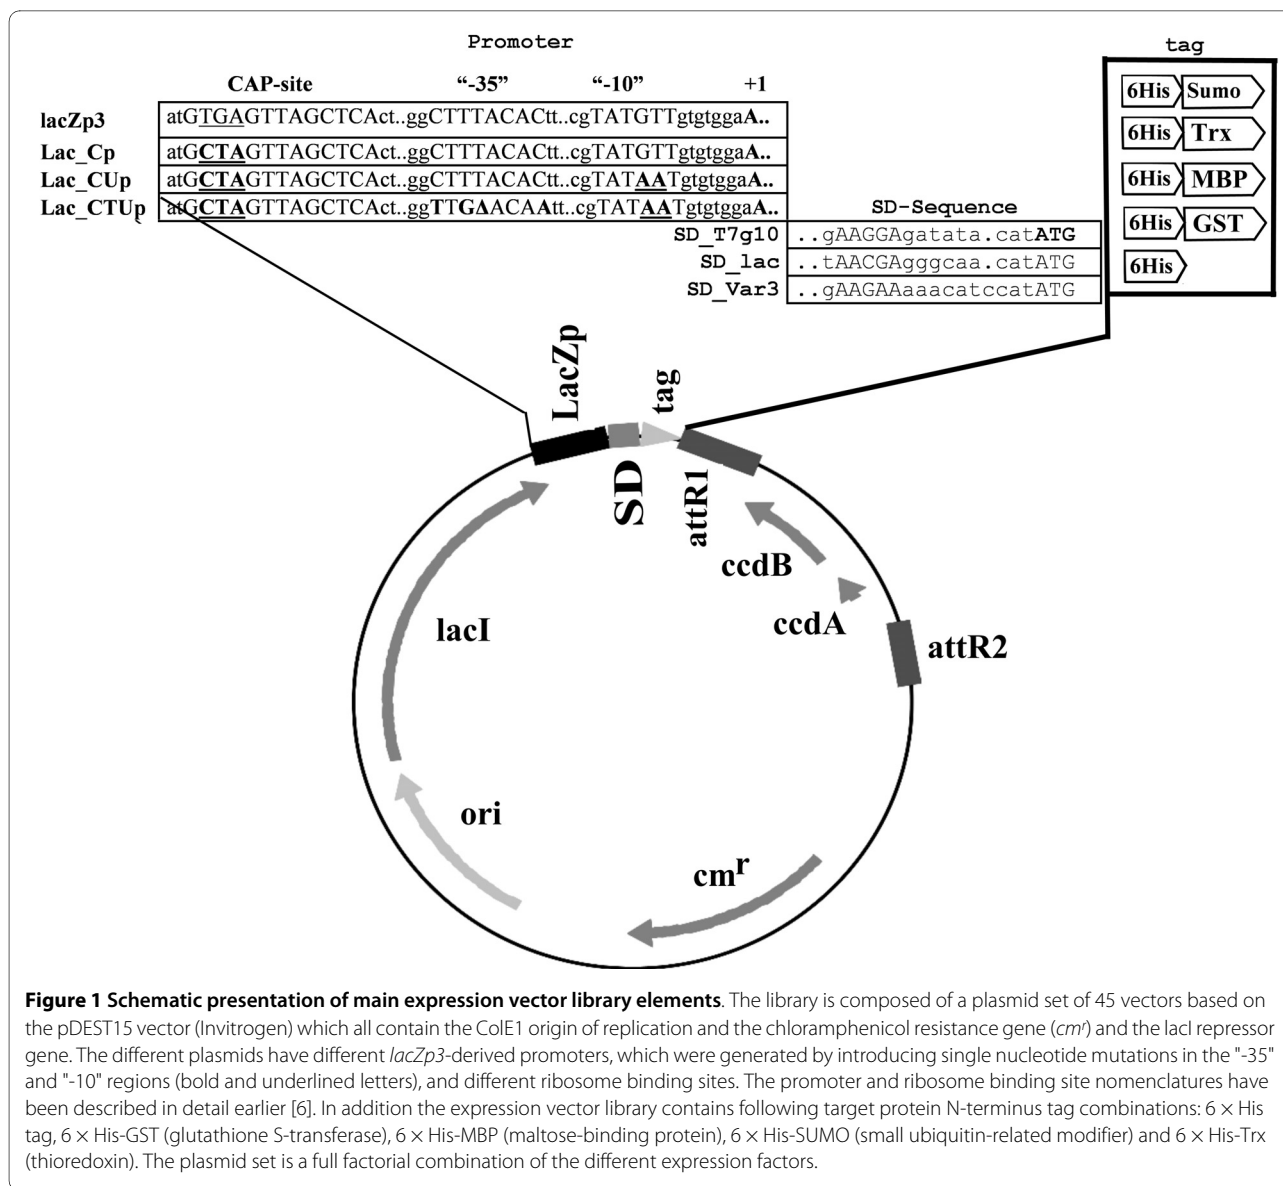 Promoter
tag
CAP-site “-35” “-10” +1
lacZp3 atGTGAGTTAGCTCAct..ggCTTTACACtt..cgTATGTTgtgtggaA..
Lac_Cp atGCTAGTTAGCTCAct..ggCTTTACACtt..cgTATGTTgtgtggaA..
Lac_CUp atGCTAGTTAGCTCAct..ggCTTTACACtt..cgTATAATgtgtggaA..
Lac_CTUp atGCTAGTTAGCTCAct..ggTTGΔACAAtt..cgTATAATgtgtggaA..
SD-Sequence
SD_T7g10 ..gAAGGAgatata.catATG
SD_lac ..tAACGAgggcaa.catATG
SD_Var3 ..gAAGAAaaacatccatATG
6His Sumo
6His Trx
6His MBP
6His GST
6His
LacZp
SD
tag
attR1
ccdB
ccdA
attR2
lacI
ori
cmr
Figure 1 Schematic presentation of main expression vector library elements. The library is composed of a plasmid set of 45 vectors based on
the pDEST15 vector (Invitrogen) which all contain the ColE1 origin of replication and the chloramphenicol resistance gene (cmr) and the lacI repressor
gene. The different plasmids have different lacZp3-derived promoters, which were generated by introducing single nucleotide mutations in the "-35"
and "-10" regions (bold and underlined letters), and different ribosome binding sites. The promoter and ribosome binding site nomenclatures have
been described in detail earlier [6]. In addition the expression vector library contains following target protein N-terminus tag combinations: 6 × His
tag, 6 × His-GST (glutathione S-transferase), 6 × His-MBP (maltose-binding protein), 6 × His-SUMO (small ubiquitin-related modifier) and 6 × His-Trx
(thioredoxin). The plasmid set is a full factorial combination of the different expression factors.